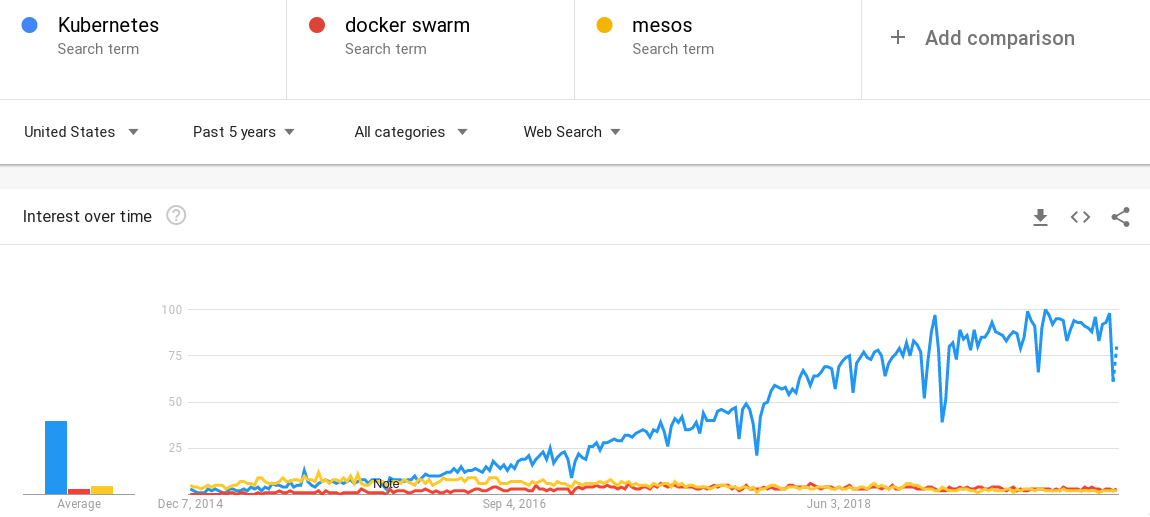 Kubernetes
Search term
docker swarm
Search term
mesos
Search term
+ Add comparison
United States
Past 5 years
All categories
Web Search
Interest over time ?
100
75
50
25
Note
Average
Dec 7, 2014
Sep 4, 2016
Jun 3, 2018